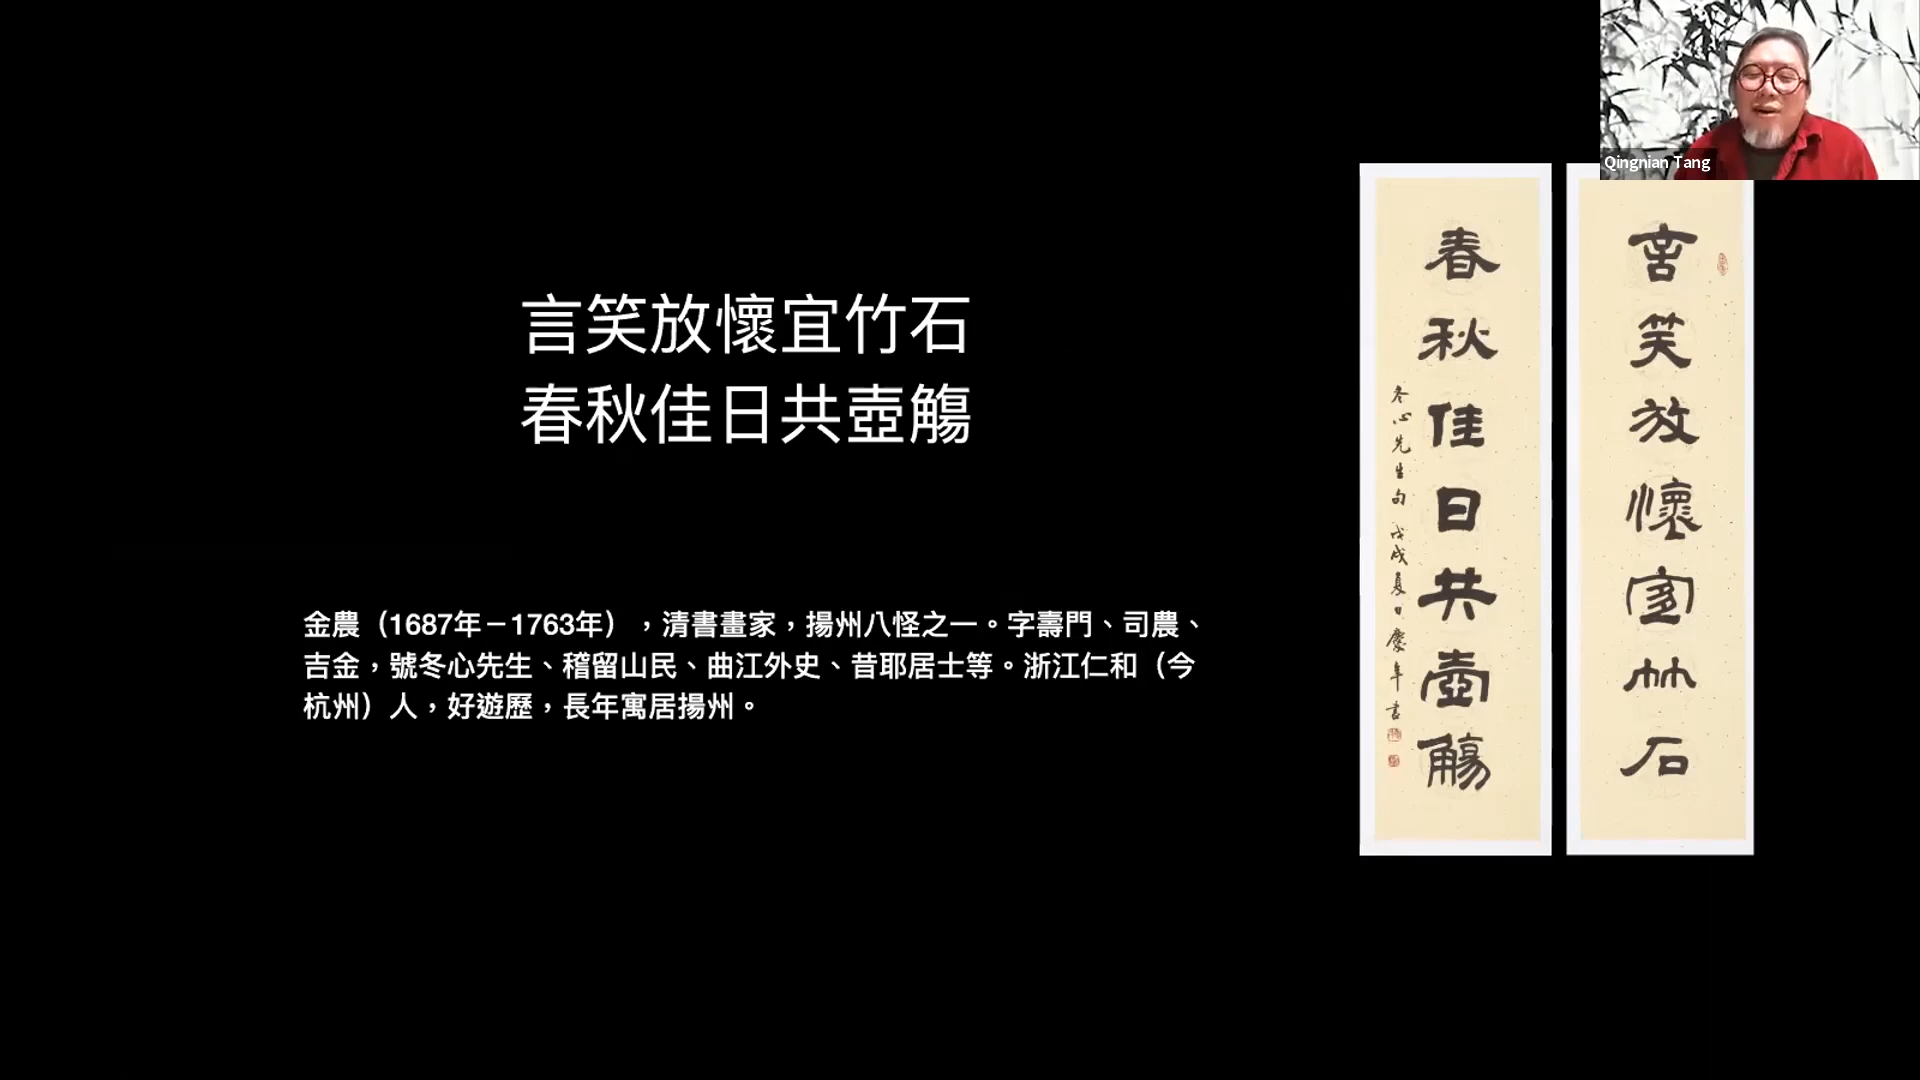 Qingnian Tang
言笑放懷宜竹石
春秋佳日共壺觴
金農（1687年－1763年），清書畫家，揚州八怪之一。字壽門、司農、
吉金，號冬心先生、稽留山民、曲江外史、昔耶居士等。浙江仁和（今
杭州）人，好遊歷，長年寓居揚州。
言笑放懷宜竹石
春秋佳日共壺觴
冬心先生句 戊戌夏日 慶年書